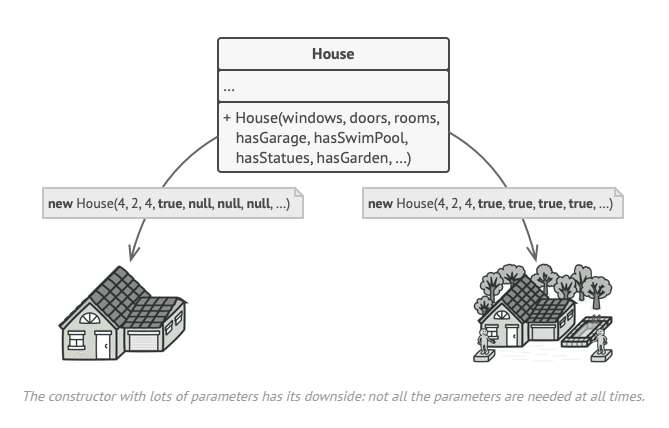 House
...
+ House(windows, doors, rooms,
hasGarage, hasSwimPool,
hasStatues, hasGarden, ...)
new House(4, 2, 4, true, null, null, null, ...)
new House(4, 2, 4, true, true, true, true, ...)
The constructor with lots of parameters has its downside: not all the parameters are needed at all times.